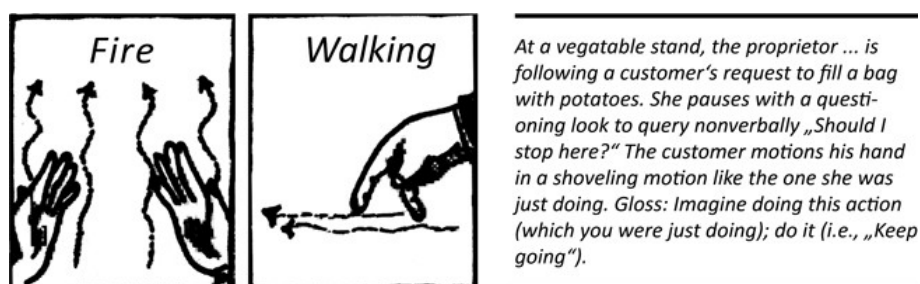 Fire
Walking
At a vegatable stand, the proprietor ... is
following a customer‘s request to fill a bag
with potatoes. She pauses with a questi-
oning look to query nonverbally „Should I
stop here?“ The customer motions his hand
in a shoveling motion like the one she was
just doing. Gloss: Imagine doing this action
(which you were just doing); do it (i.e., „Keep
going“).